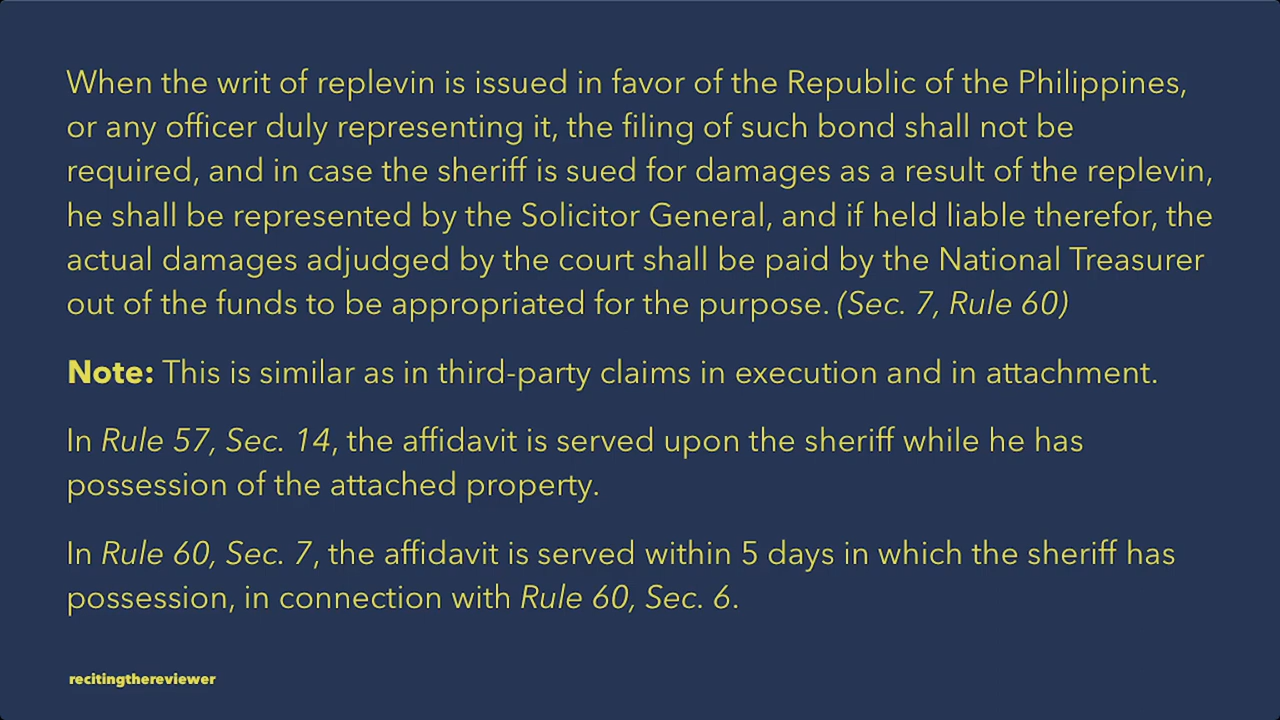 When the writ of replevin is issued in favor of the Republic of the Philippines,
or any officer duly representing it, the filing of such bond shall not be
required, and in case the sheriff is sued for damages as a result of the replevin,
he shall be represented by the Solicitor General, and if held liable therefor, the
actual damages adjudged by the court shall be paid by the National Treasurer
out of the funds to be appropriated for the purpose. (Sec. 7, Rule 60)
Note: This is similar as in third-party claims in execution and in attachment.
In Rule 57, Sec. 14, the affidavit is served upon the sheriff while he has
possession of the attached property.
In Rule 60, Sec. 7, the affidavit is served within 5 days in which the sheriff has
possession, in connection with Rule 60, Sec. 6.
recitingthereviewer